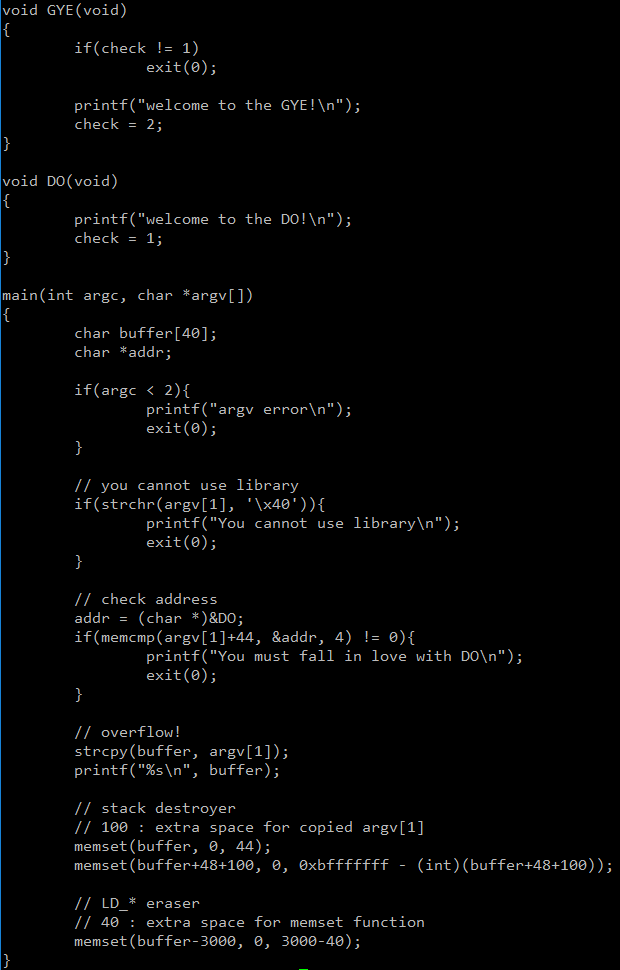 void GYE(void)
{
        if(check != 1)
                exit(0);

        printf("welcome to the GYE!\n");
        check = 2;
}

void DO(void)
{
        printf("welcome to the DO!\n");
        check = 1;
}

main(int argc, char *argv[])
{
        char buffer[40];
        char *addr;

        if(argc < 2){
                printf("argv error\n");
                exit(0);
        }

        // you cannot use library
        if(strchr(argv[1], '\x40')){
                printf("You cannot use library\n");
                exit(0);
        }

        // check address
        addr = (char *)&DO;
        if(memcmp(argv[1]+44, &addr, 4) != 0){
                printf("You must fall in love with DO\n");
                exit(0);
        }

        // overflow!
        strcpy(buffer, argv[1]);
        printf("%s\n", buffer);

        // stack destroyer
        // 100 : extra space for copied argv[1]
        memset(buffer, 0, 44);
        memset(buffer+48+100, 0, 0xbfffffff - (int)(buffer+48+100));

        // LD_* eraser
        // 40 : extra space for memset function
        memset(buffer-3000, 0, 3000-40);
}